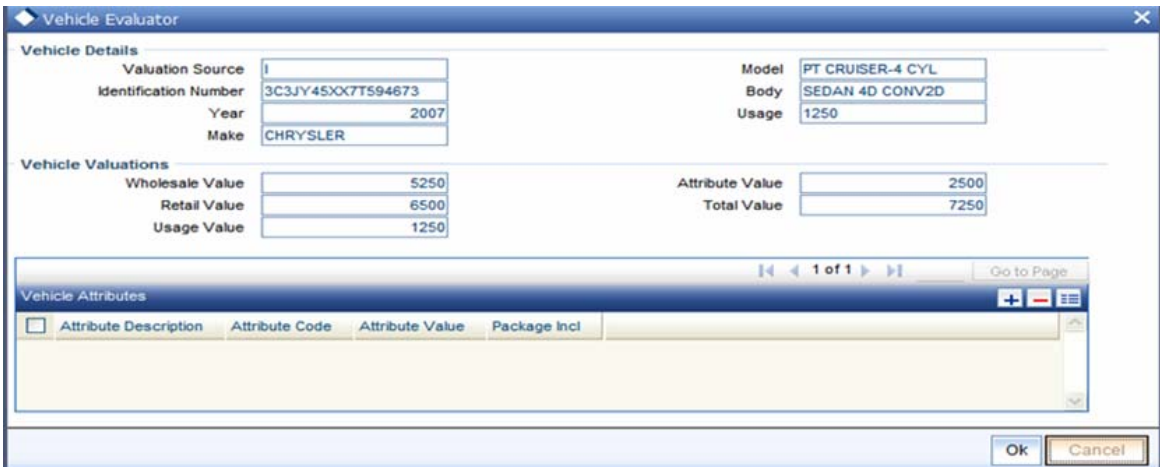 Vehicle Evaluator
Vehicle Details
Valuation Source I
Identification Number 3C3JY45XX7T594673
Year 2007
Make CHRYSLER
Model PT CRUISER-4 CYL
Body SEDAN 4D CONV2D
Usage 1250
Vehicle Valuations
Wholesale Value 5250
Retail Value 6500
Usage Value 1250
Attribute Value 2500
Total Value 7250
1 of 1 Go to Page
Vehicle Attributes
Attribute Description Attribute Code Attribute Value Package Incl
Ok Cancel